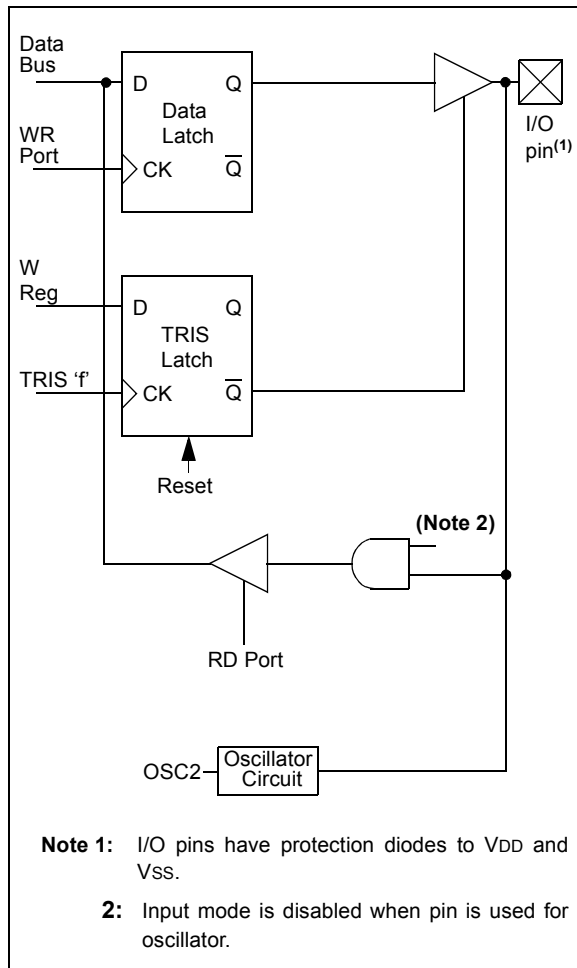 Data
Bus
D
Q
Data
Latch
I/O
pin(1)
WR
Port
CK
Q̅
W
Reg
D
Q
TRIS
Latch
TRIS ‘f’
CK
Q̅
Reset
(Note 2)
RD Port
OSC2
Oscillator
Circuit
Note 1: I/O pins have protection diodes to VDD and
VSS.
2: Input mode is disabled when pin is used for
oscillator.